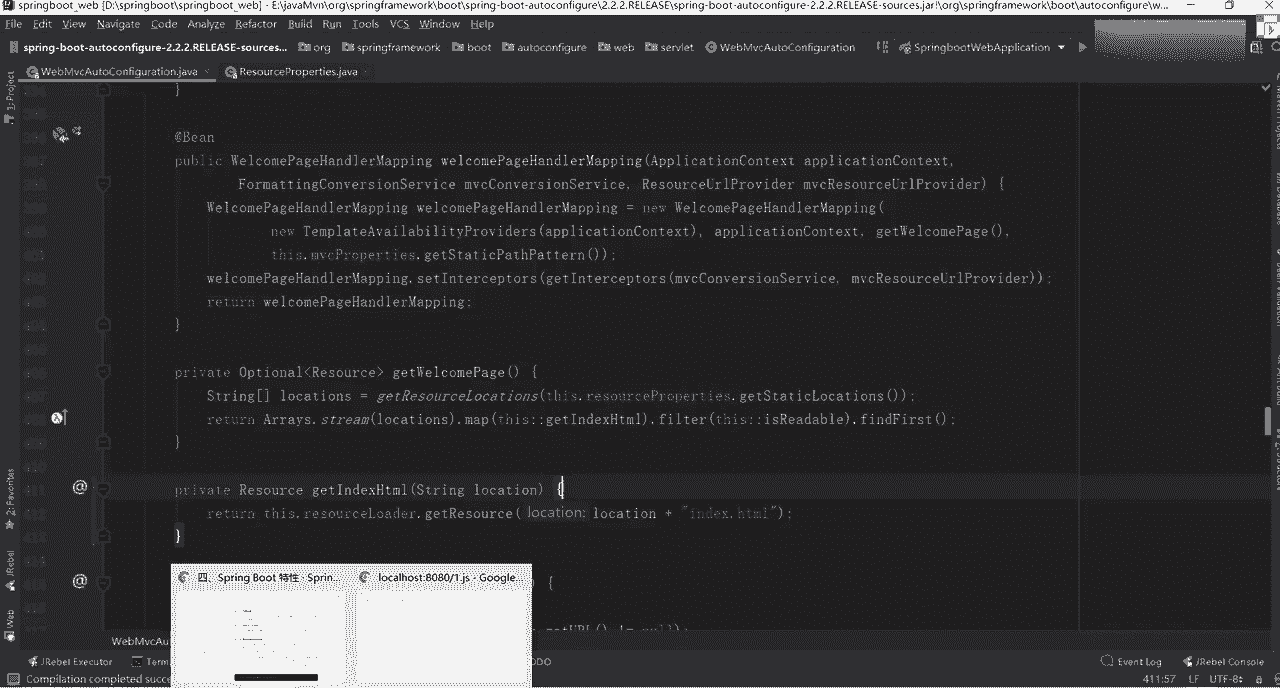 springboot_web [D:\springboot\springboot_web] - E:\javaMvn\org\springframework\boot\spring-boot-autoconfigure\2.2.2.RELEASE\spring-boot-autoconfigure-2.2.2.RELEASE-sources.jar!\org\springframework\boot\autoconfigure\w...
File Edit View Navigate Code Analyze Refactor Build Run Tools VCS Window Help
spring-boot-autoconfigure-2.2.2.RELEASE-sources... org springframework boot autoconfigure web servlet WebMvcAutoConfiguration SpringbootWebApplication
WebMvcAutoConfiguration.java ResourceProperties.java
1: Project
}
@Bean
public WelcomePageHandlerMapping welcomePageHandlerMapping(ApplicationContext applicationContext,
FormattingConversionService mvcConversionService, ResourceUrlProvider mvcResourceUrlProvider) {
WelcomePageHandlerMapping welcomePageHandlerMapping = new WelcomePageHandlerMapping(
new TemplateAvailabilityProviders(applicationContext), applicationContext, getWelcomePage(),
this.mvcProperties.getStaticPathPattern());
welcomePageHandlerMapping.setInterceptors(getInterceptors(mvcConversionService, mvcResourceUrlProvider));
return welcomePageHandlerMapping;
}
private Optional<Resource> getWelcomePage() {
String[] locations = getResourceLocations(this.resourceProperties.getStaticLocations());
return Arrays.stream(locations).map(this::getIndexHtml).filter(this::isReadable).findFirst();
}
private Resource getIndexHtml(String location) {
return this.resourceLoader.getResource( location: location + "index.html");
}
2: Favorites
JRebel
Web
四、Spring Boot 特性 · Sprin... localhost:8080/1.js - Google...
) {
getURL() != null);
WebMvcAu
JRebel Executor Term ODO Event Log JRebel Console
Compilation completed succe 411:57 LF UTF-8